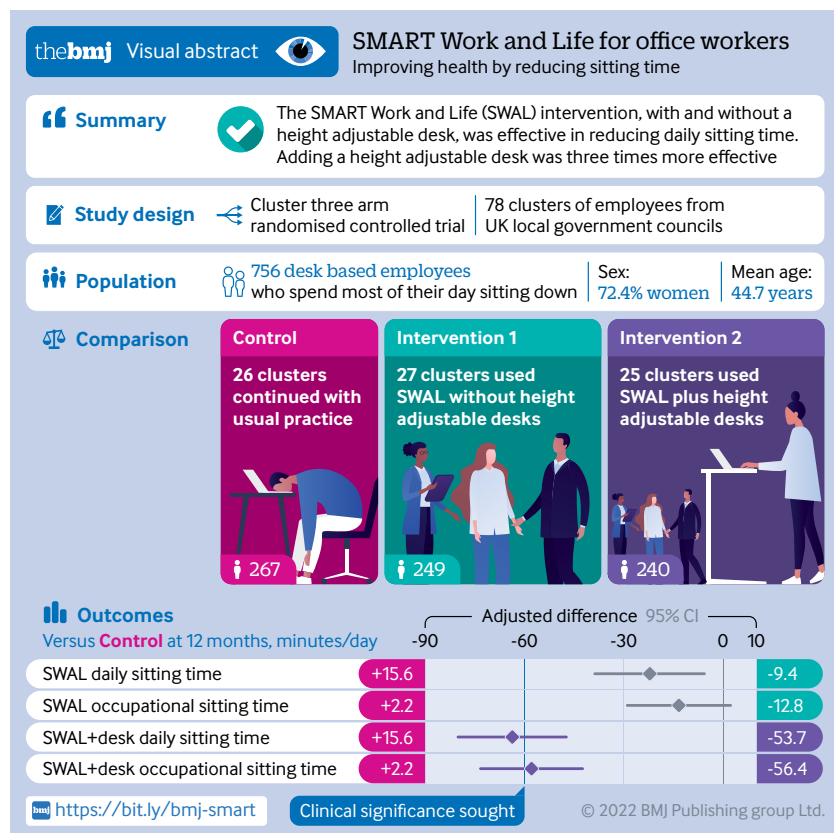 thebmj Visual abstract
SMART Work and Life for office workers
Improving health by reducing sitting time
Summary
The SMART Work and Life (SWAL) intervention, with and without a
height adjustable desk, was effective in reducing daily sitting time.
Adding a height adjustable desk was three times more effective
Study design
Cluster three arm
randomised controlled trial
78 clusters of employees from
UK local government councils
Population
756 desk based employees
who spend most of their day sitting down
Sex:
72.4% women
Mean age:
44.7 years
Comparison
Control
26 clusters
continued with
usual practice
267
Intervention 1
27 clusters used
SWAL without height
adjustable desks
249
Intervention 2
25 clusters used
SWAL plus height
adjustable desks
240
Outcomes
Versus Control at 12 months, minutes/day
Adjusted difference 95% CI
-90 -60 -30 0 10
SWAL daily sitting time +15.6 -9.4
SWAL occupational sitting time +2.2 -12.8
SWAL+desk daily sitting time +15.6 -53.7
SWAL+desk occupational sitting time +2.2 -56.4
bmj https://bit.ly/bmj-smart
Clinical significance sought
© 2022 BMJ Publishing group Ltd.